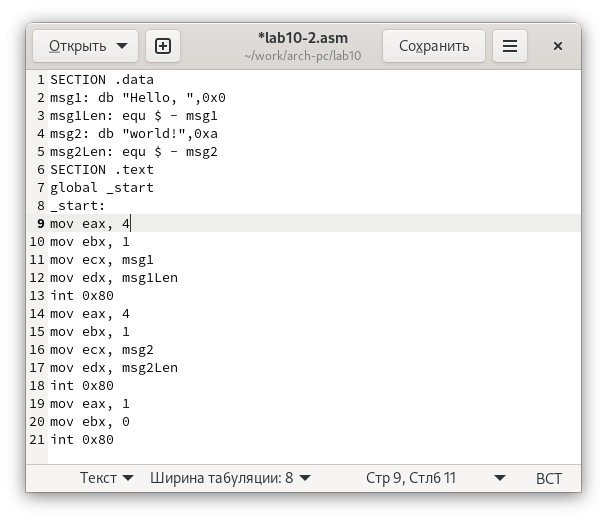 Открыть
*lab10-2.asm
~/work/arch-pc/lab10
Сохранить
1 SECTION .data
2 msg1: db "Hello, ",0x0
3 msg1Len: equ $ - msg1
4 msg2: db "world!",0xa
5 msg2Len: equ $ - msg2
6 SECTION .text
7 global _start
8 _start:
9 mov eax, 4
10 mov ebx, 1
11 mov ecx, msg1
12 mov edx, msg1Len
13 int 0x80
14 mov eax, 4
15 mov ebx, 1
16 mov ecx, msg2
17 mov edx, msg2Len
18 int 0x80
19 mov eax, 1
20 mov ebx, 0
21 int 0x80
Текст Ширина табуляции: 8 Стр 9, Стлб 11 ВСТ